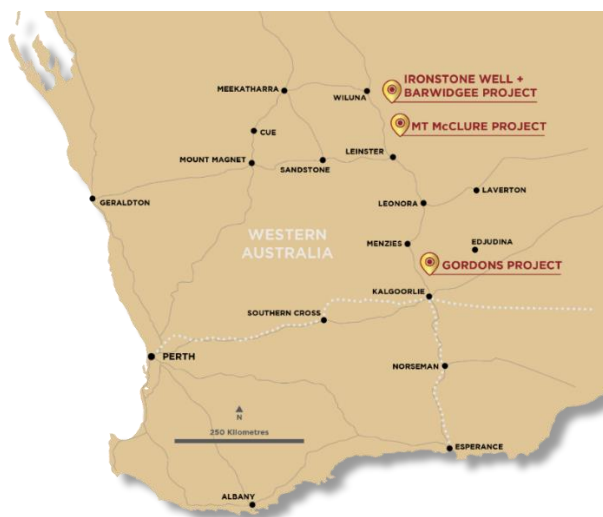 IRONSTONE WELL +
BARWIDGEE PROJECT
MEEKATHARRA
WILUNA
MT McCLURE PROJECT
CUE
MOUNT MAGNET
SANDSTONE
LEINSTER
LAVERTON
GERALDTON
LEONORA
WESTERN
AUSTRALIA
MENZIES
EDJUDINA
GORDONS PROJECT
KALGOORLIE
SOUTHERN CROSS
PERTH
NORSEMAN
N
250 Kilometres
ESPERANCE
ALBANY